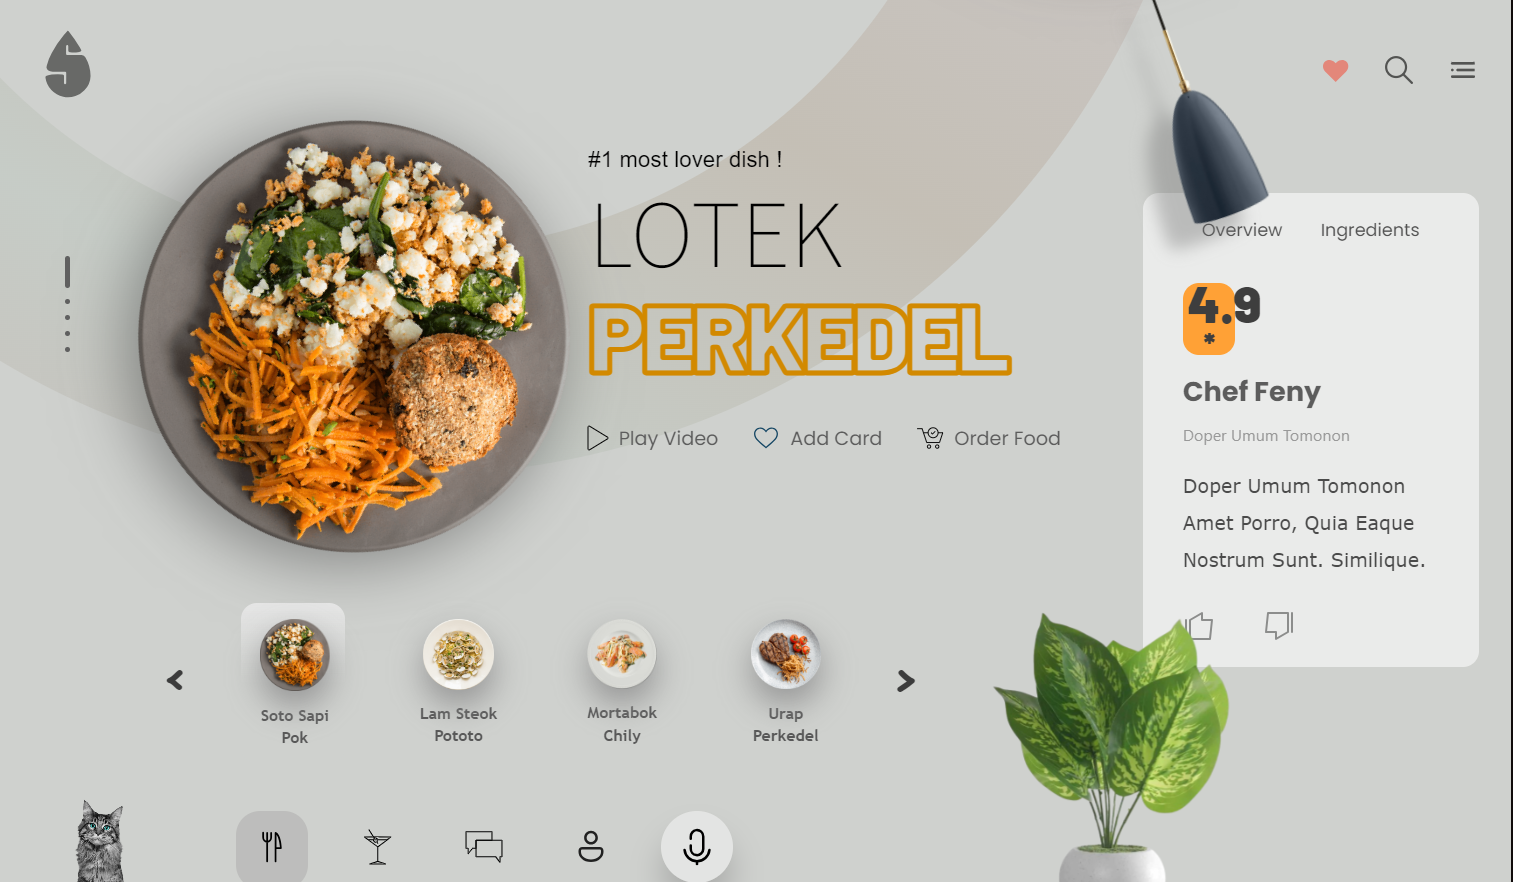 #1 most lover dish !
LOTEK
PERKEDEL
Play Video
Add Card
Order Food
Overview
Ingredients
4.9
*
Chef Feny
Doper Umum Tomonon
Doper Umum Tomonon
Amet Porro, Quia Eaque
Nostrum Sunt. Similique.
Soto Sapi
Pok
Lam Steok
Pototo
Mortabok
Chily
Urap
Perkedel